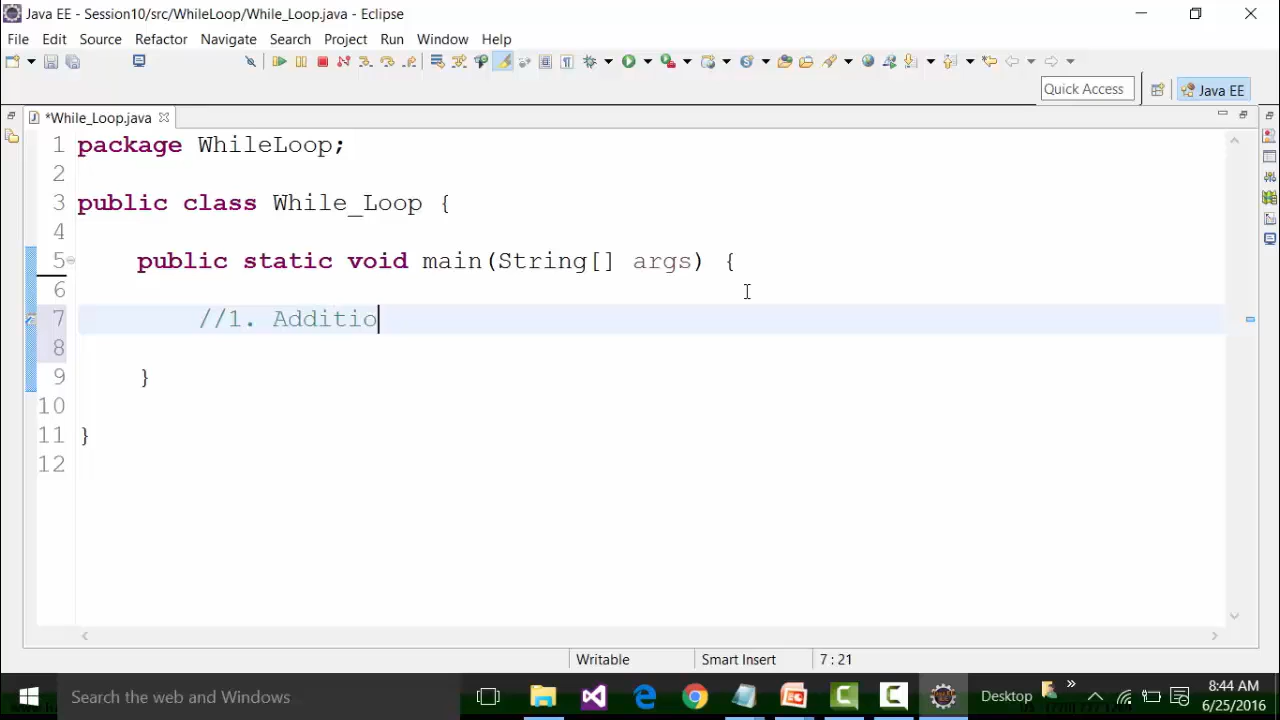 Java EE - Session10/src/WhileLoop/While_Loop.java - Eclipse
File Edit Source Refactor Navigate Search Project Run Window Help
Quick Access
Java EE
*While_Loop.java
1 package WhileLoop;
2
3 public class While_Loop {
4
5 public static void main(String[] args) {
6
7 //1. Additio
8
9 }
10
11 }
12
Writable Smart Insert 7 : 21
Search the web and Windows
Desktop
8:44 AM
6/25/2016